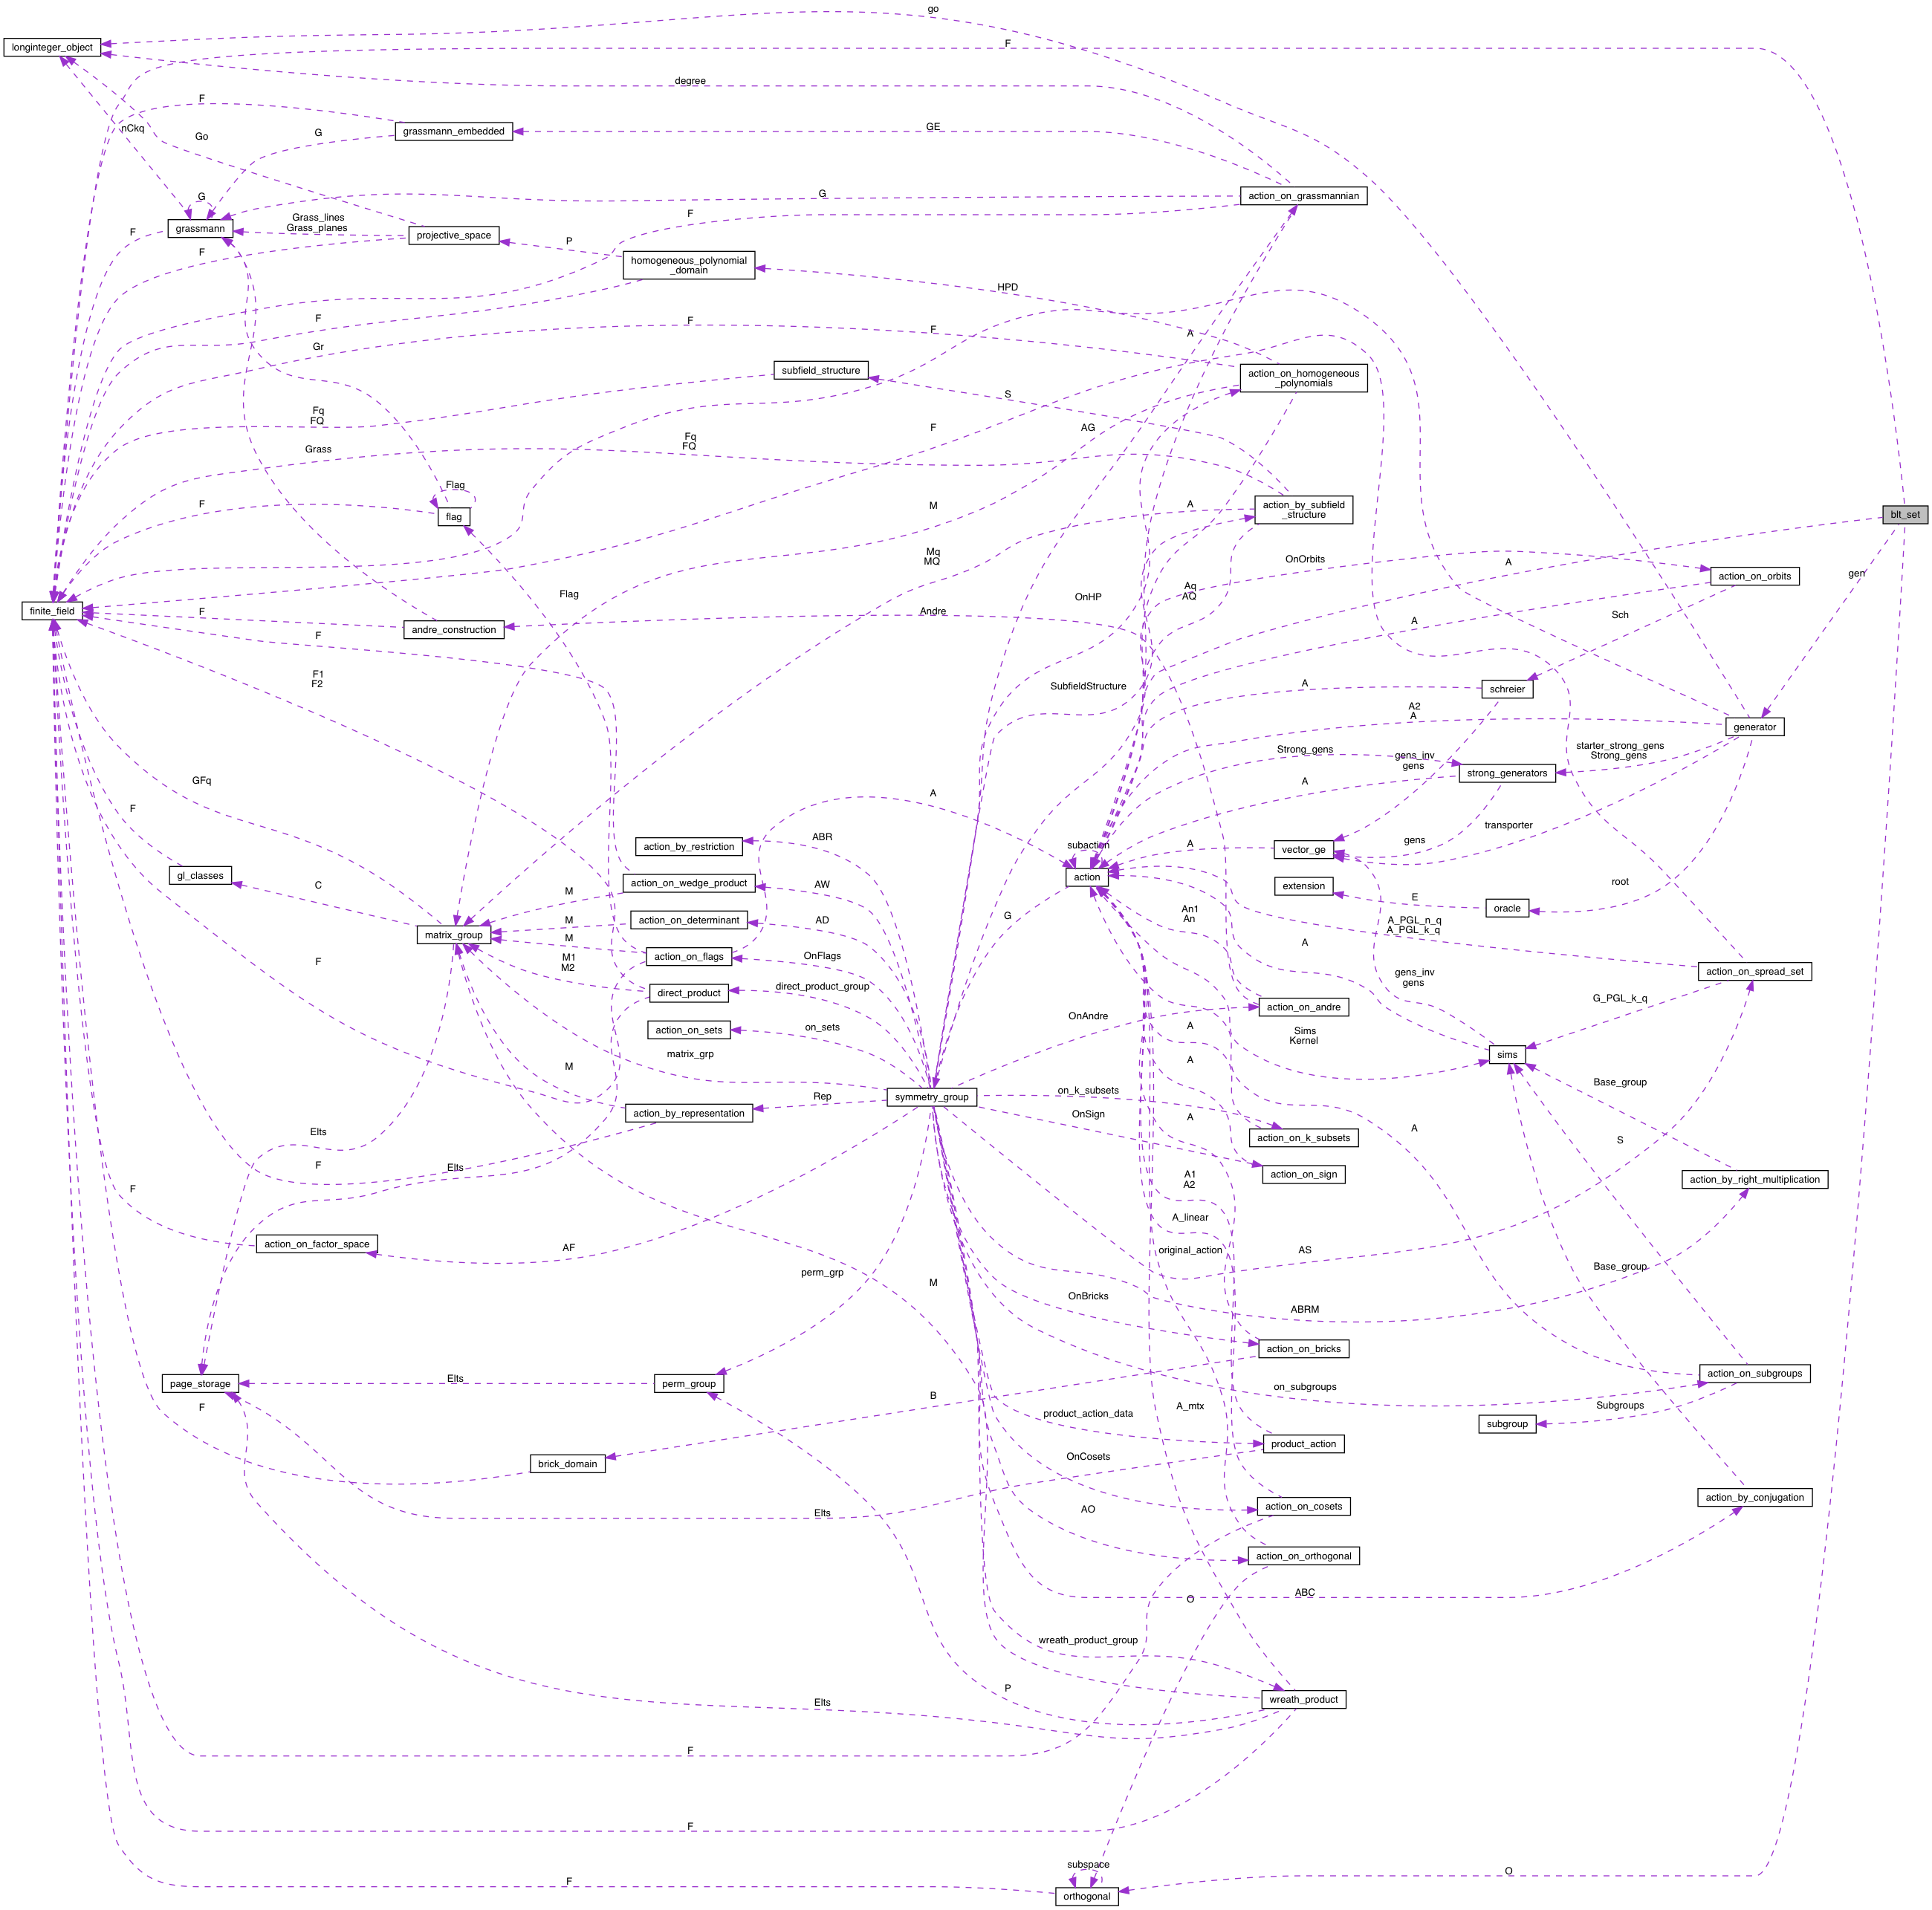 go
longinteger_object
F
degree
F
nCkq
grassmann_embedded
GE
G
Go
G
action_on_grassmannian
G
F
Grass_lines
Grass_planes
grassmann
projective_space
F
P
F
homogeneous_polynomial
_domain
HPD
F
F
F
A
Gr
subfield_structure
action_on_homogeneous
_polynomials
S
Fq
FQ
F
AG
Fq
FQ
Grass
Flag
F
flag
M
A
action_by_subfield
_structure
blt_set
Mq
MQ
OnOrbits
A
gen
action_on_orbits
Flag
OnHP
Aq
AQ
finite_field
F
Andre
Sch
A
andre_construction
F
F1
F2
SubfieldStructure
A
schreier
A2
A
generator
GFq
Strong_gens
gens_inv
gens
starter_strong_gens
Strong_gens
strong_generators
A
A
F
action_by_restriction
ABR
subaction
A
gens
transporter
vector_ge
gl_classes
C
action_on_wedge_product
AW
action
extension
E
root
oracle
M
action_on_determinant
AD
G
An1
An
A_PGL_n_q
A_PGL_k_q
matrix_group
M
action_on_flags
OnFlags
A
F
M1
M2
direct_product
direct_product_group
gens_inv
gens
action_on_spread_set
G_PGL_k_q
action_on_andre
OnAndre
action_on_sets
on_sets
A
Sims
Kernel
sims
matrix_grp
M
A
Base_group
Rep
symmetry_group
on_k_subsets
action_by_representation
OnSign
A
A
Elts
action_on_k_subsets
S
F
Elts
action_on_sign
A1
A2
action_by_right_multiplication
F
A_linear
action_on_factor_space
AF
original_action
AS
perm_grp
M
Base_group
OnBricks
ABRM
action_on_bricks
page_storage
Elts
perm_group
on_subgroups
action_on_subgroups
F
B
A_mtx
Subgroups
product_action_data
subgroup
product_action
brick_domain
OnCosets
action_by_conjugation
action_on_cosets
Elts
AO
action_on_orthogonal
ABC
O
wreath_product_group
P
Elts
wreath_product
F
F
subspace
O
F
orthogonal